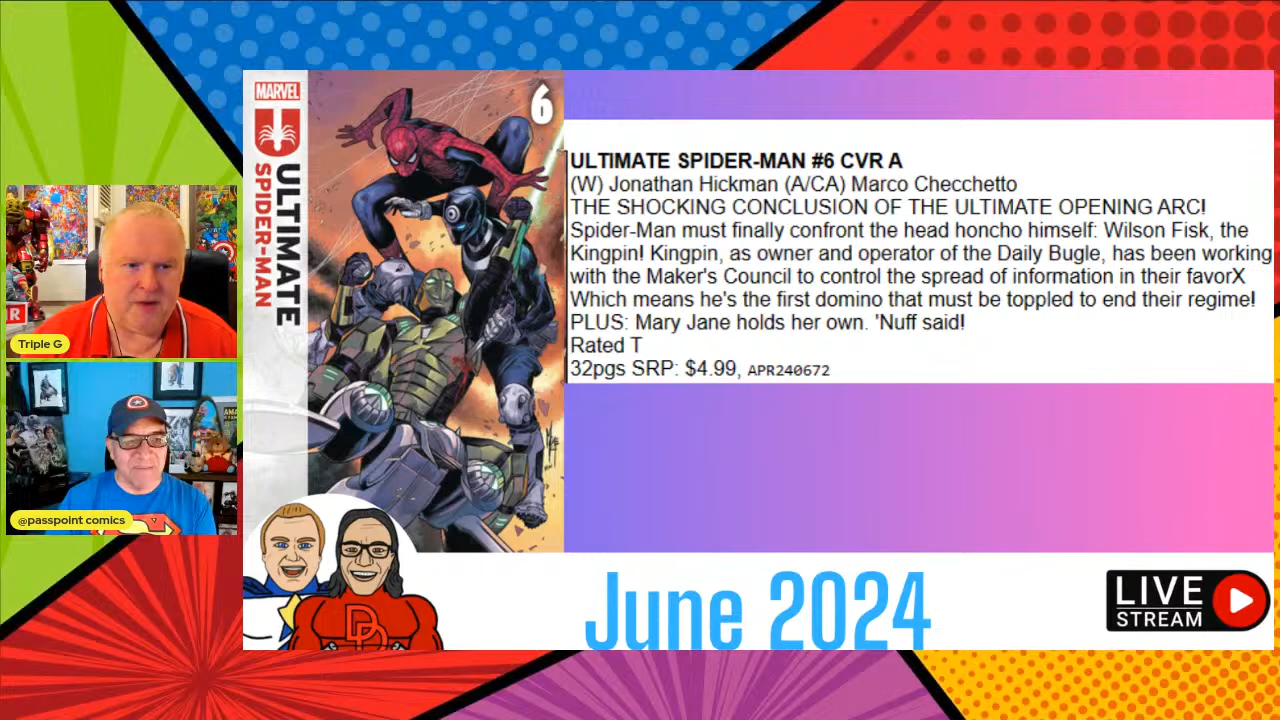 MARVEL
ULTIMATE
SPIDER-MAN
6
ULTIMATE SPIDER-MAN #6 CVR A
(W) Jonathan Hickman (A/CA) Marco Checchetto
THE SHOCKING CONCLUSION OF THE ULTIMATE OPENING ARC!
Spider-Man must finally confront the head honcho himself: Wilson Fisk, the
Kingpin! Kingpin, as owner and operator of the Daily Bugle, has been working
with the Maker's Council to control the spread of information in their favorX
Which means he's the first domino that must be toppled to end their regime!
PLUS: Mary Jane holds her own. 'Nuff said!
Rated T
32pgs SRP: $4.99, APR240672
R
Triple G
@passpoint comics
DD
June 2024
LIVE
STREAM